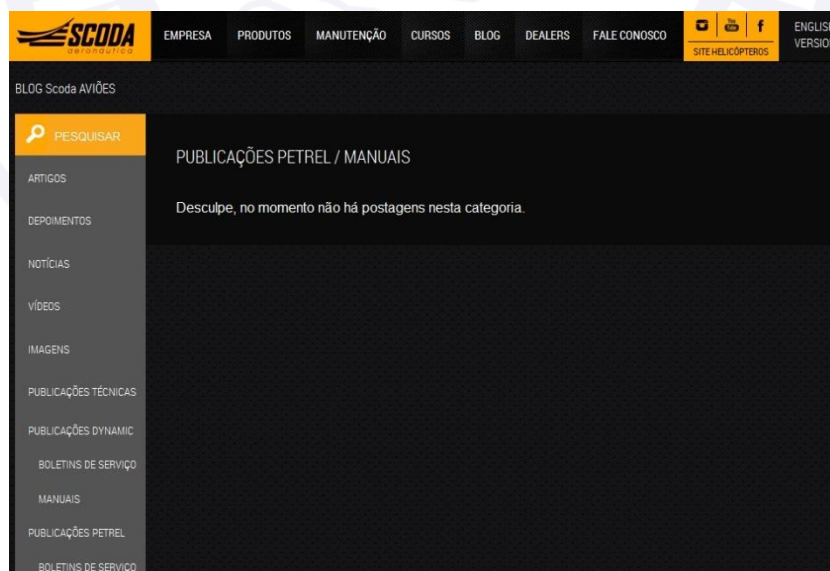 SCODA
aeronáutica
EMPRESA
PRODUTOS
MANUTENÇÃO
CURSOS
BLOG
DEALERS
FALE CONOSCO
You
Tube
f
SITE HELICÓPTEROS
ENGLISH
VERSION
BLOG Scoda AVIÕES
PESQUISAR
ARTIGOS
DEPOIMENTOS
NOTÍCIAS
VÍDEOS
IMAGENS
PUBLICAÇÕES TÉCNICAS
PUBLICAÇÕES DYNAMIC
BOLETINS DE SERVIÇO
MANUAIS
PUBLICAÇÕES PETREL
BOLETINS DE SERVIÇO
PUBLICAÇÕES PETREL / MANUAIS
Desculpe, no momento não há postagens nesta categoria.